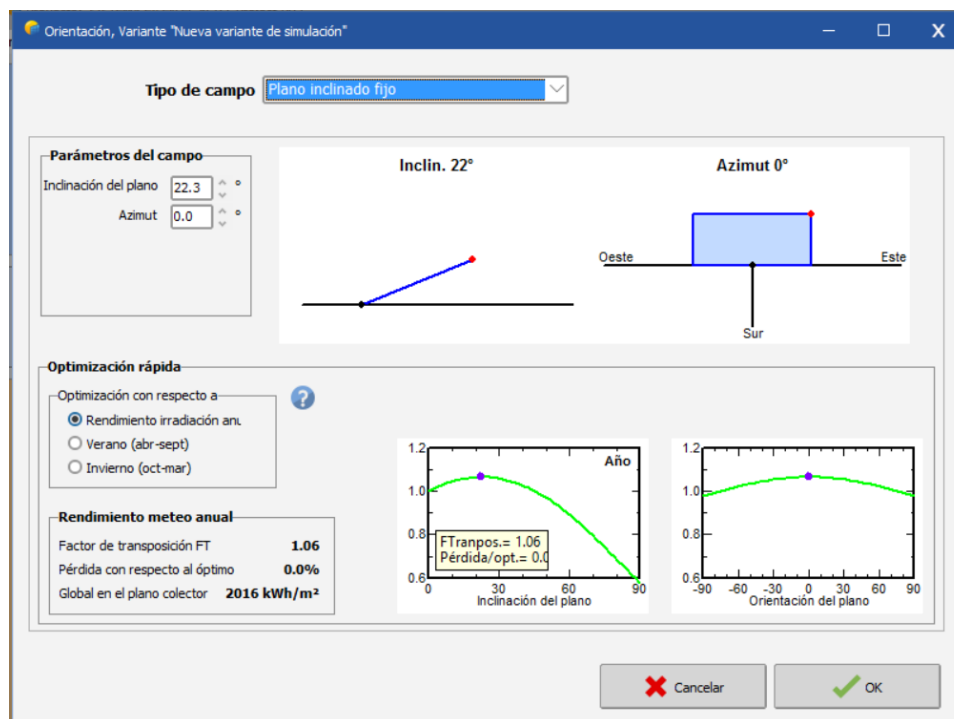 Orientación, Variante "Nueva variante de simulación"
Tipo de campo Plano inclinado fijo
Parámetros del campo
Inclinación del plano 22.3 °
Azimut 0.0 °
Inclin. 22°
Azimut 0°
Oeste
Este
Sur
Optimización rápida
Optimización con respecto a
Rendimiento irradiación anu
Verano (abr-sept)
Invierno (oct-mar)
?
Rendimiento meteo anual
Factor de transposición FT 1.06
Pérdida con respecto al óptimo 0.0%
Global en el plano colector 2016 kWh/m²
1.2
1.0
0.8
0.6
Año
FTranpos.= 1.06
Pérdida/opt.= 0.0
0 30 60 90
Inclinación del plano
1.2
1.0
0.8
0.6
-90 -60 -30 0 30 60 90
Orientación del plano
Cancelar
OK